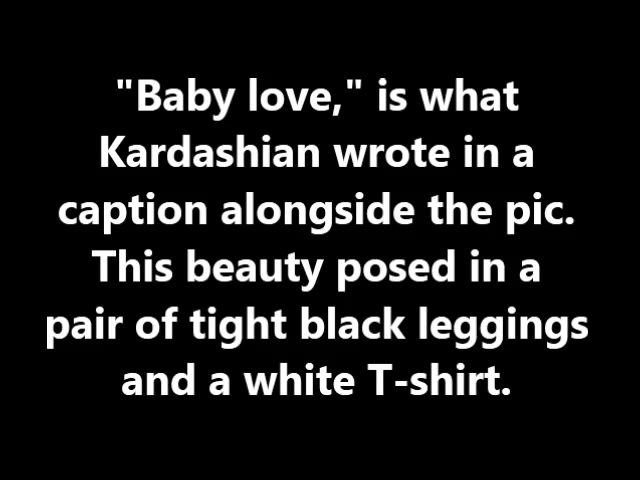 "Baby love," is what
Kardashian wrote in a
caption alongside the pic.
This beauty posed in a
pair of tight black leggings
and a white T-shirt.